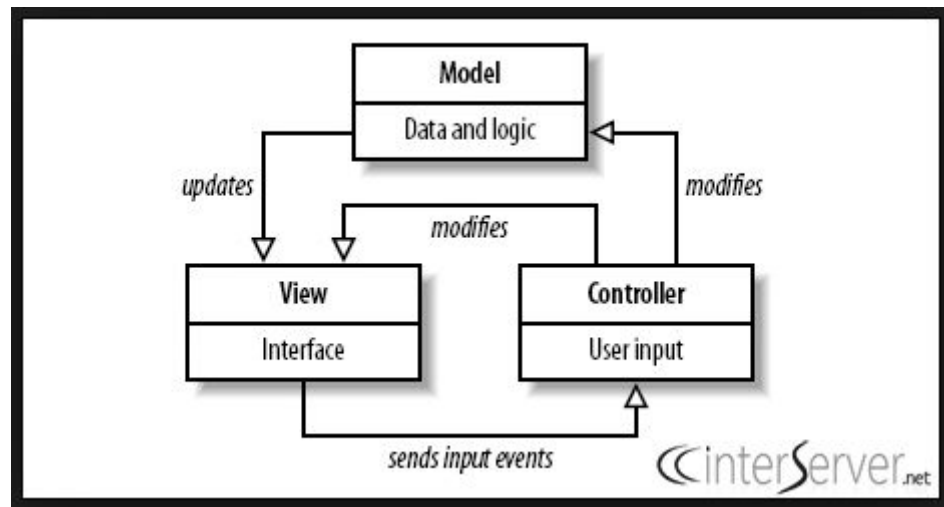 Model
Data and logic
updates
modifies
modifies
View
Interface
Controller
User input
sends input events
interServer.net